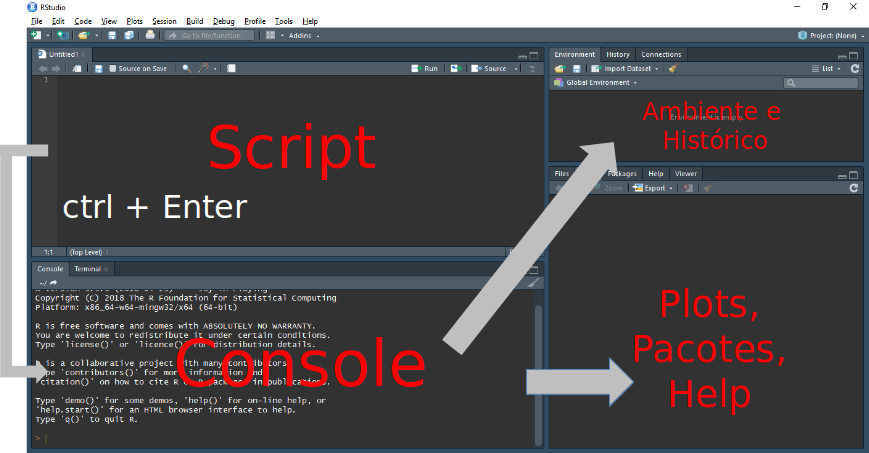 RStudio
File Edit Code View Plots Session Build Debug Profile Tools Help
Go to file/function Addins Project: (None)
Untitled1
Source on Save Run Source
1
Script
ctrl + Enter
1:1 (Top Level)
Console Terminal
~/
Copyright (C) 2018 The R Foundation for Statistical Computing
Platform: x86_64-w64-mingw32/x64 (64-bit)
R is free software and comes with ABSOLUTELY NO WARRANTY.
You are welcome to redistribute it under certain conditions.
Type 'license()' or 'licence()' for distribution details.
R is a collaborative project with many contributors.
Type 'contributors()' for more information and
'citation()' on how to cite R or R packages in publications.
Type 'demo()' for some demos, 'help()' for on-line help, or
'help.start()' for an HTML browser interface to help.
Type 'q()' to quit R.
>
Console
Environment History Connections
Import Dataset List
Global Environment
Environment is empty
Ambiente e
Histórico
Files Packages Help Viewer
Zoom Export
Plots,
Pacotes,
Help